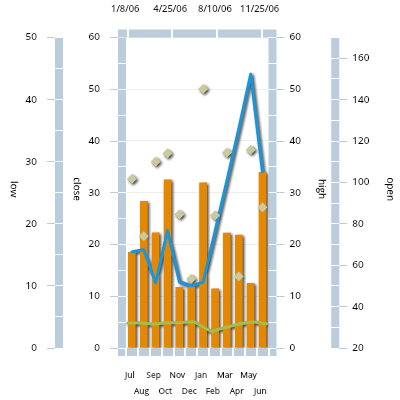 1/8/06 4/25/06 8/10/06 11/25/06
50 60 60
160
50 50
40 140
40 40 120
30
low close 30 high 30 100 open
20 80
20 20
60
10
10 10 40
0 0 0 20
Jul Sep Nov Jan Mar May
Aug Oct Dec Feb Apr Jun